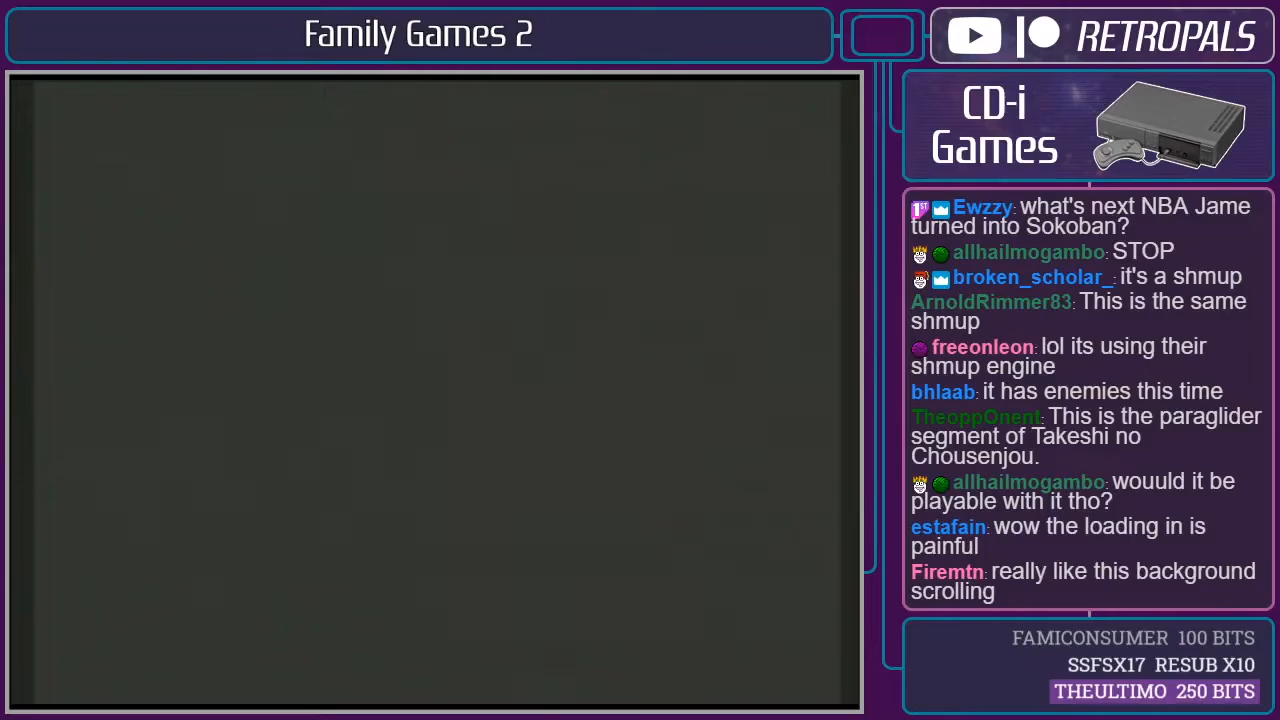 Family Games 2
RETROPALS
CD-i
Games
1ST Ewzzy: what's next NBA Jame
turned into Sokoban?
allhailmogambo: STOP
broken_scholar_: it's a shmup
ArnoldRimmer83: This is the same
shmup
freeonleon: lol its using their
shmup engine
bhlaab: it has enemies this time
TheoppOnent: This is the paraglider
segment of Takeshi no
Chousenjou.
allhailmogambo: wouuld it be
playable with it tho?
estafain: wow the loading in is
painful
Firemtn: really like this background
scrolling
FAMICONSUMER 100 BITS
SSFSX17 RESUB X10
THEULTIMO 250 BITS